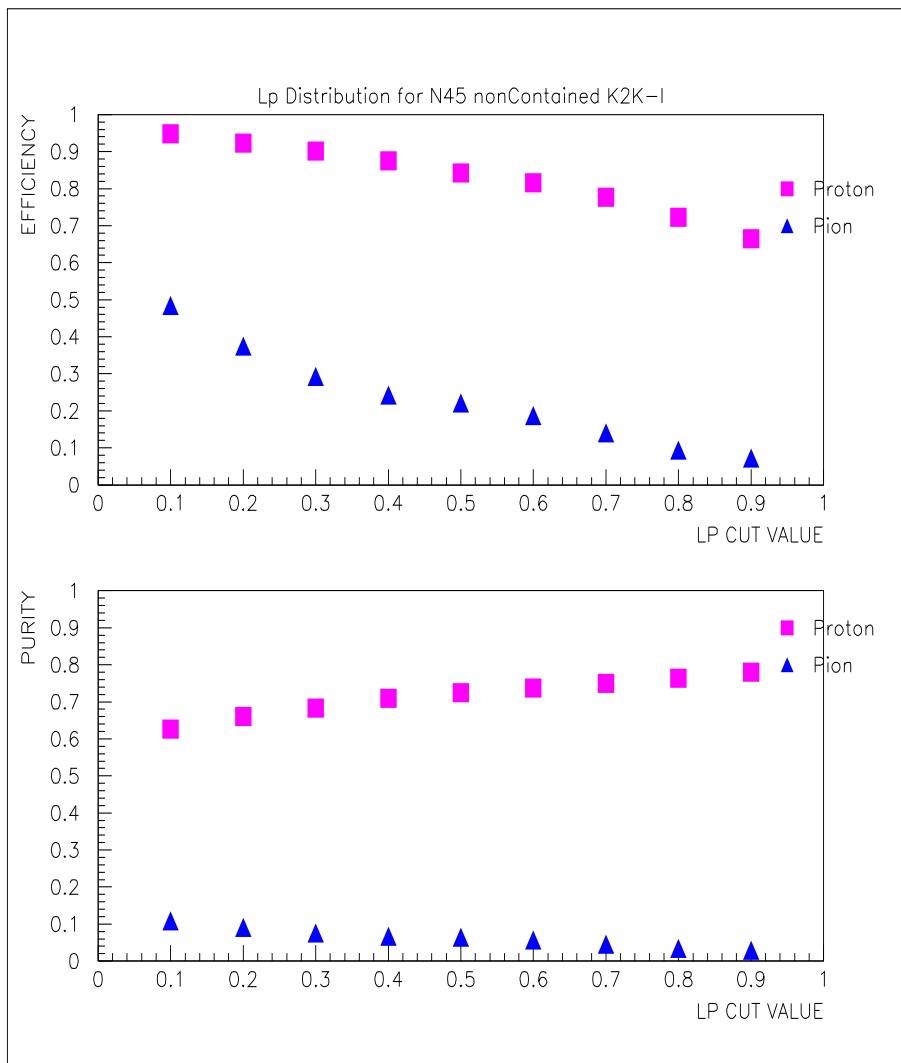 Lp Distribution for N45 nonContained K2K-I
EFFICIENCY
1
0.9
0.8
0.7
0.6
0.5
0.4
0.3
0.2
0.1
0
Proton
Pion
0 0.1 0.2 0.3 0.4 0.5 0.6 0.7 0.8 0.9 1
LP CUT VALUE
PURITY
1
0.9
0.8
0.7
0.6
0.5
0.4
0.3
0.2
0.1
0
Proton
Pion
0 0.1 0.2 0.3 0.4 0.5 0.6 0.7 0.8 0.9 1
LP CUT VALUE